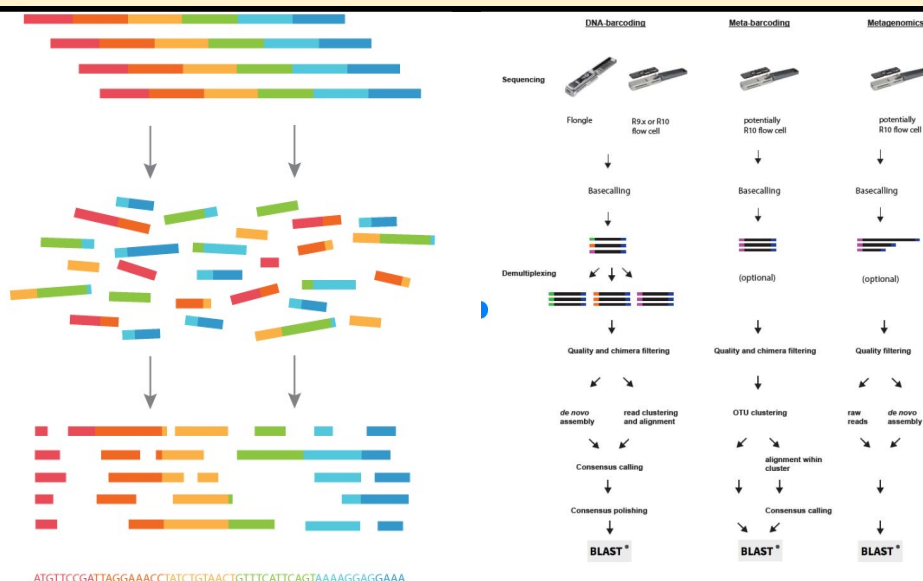 ATGTTCCGATTAGGAAACCTATCTGTAACTGTTTCATTCAGTAAAAGGAGGAAA
DNA-barcoding
Meta-barcoding
Metagenomics
Sequencing
Flongle
R9.x or R10
flow cell
potentially
R10 flow cell
potentially
R10 flow cell
Basecalling
Basecalling
Basecalling
Demultiplexing
(optional)
(optional)
Quality and chimera filtering
Quality and chimera filtering
Quality filtering
de novo
assembly
read clustering
and alignment
OTU clustering
raw
reads
de novo
assembly
Consensus calling
alignment wihin
cluster
Consensus polishing
Consensus calling
BLAST *
BLAST *
BLAST *